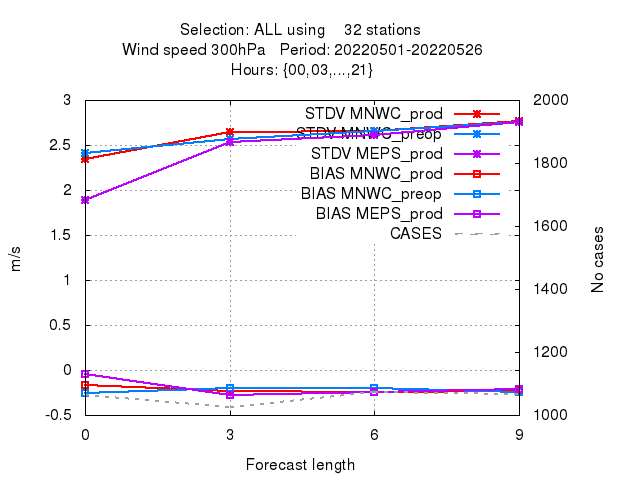 Selection: ALL using    32 stations
Wind speed 300hPa   Period: 20220501-20220526
Hours: {00,03,...,21}
3
2.5
2
1.5
1
0.5
0
-0.5
m/s
STDV MNWC_prod
STDV MNWC_preop
STDV MEPS_prod
BIAS MNWC_prod
BIAS MNWC_preop
BIAS MEPS_prod
CASES
2000
1800
1600
1400
1200
1000
No cases
0 3 6 9
Forecast length